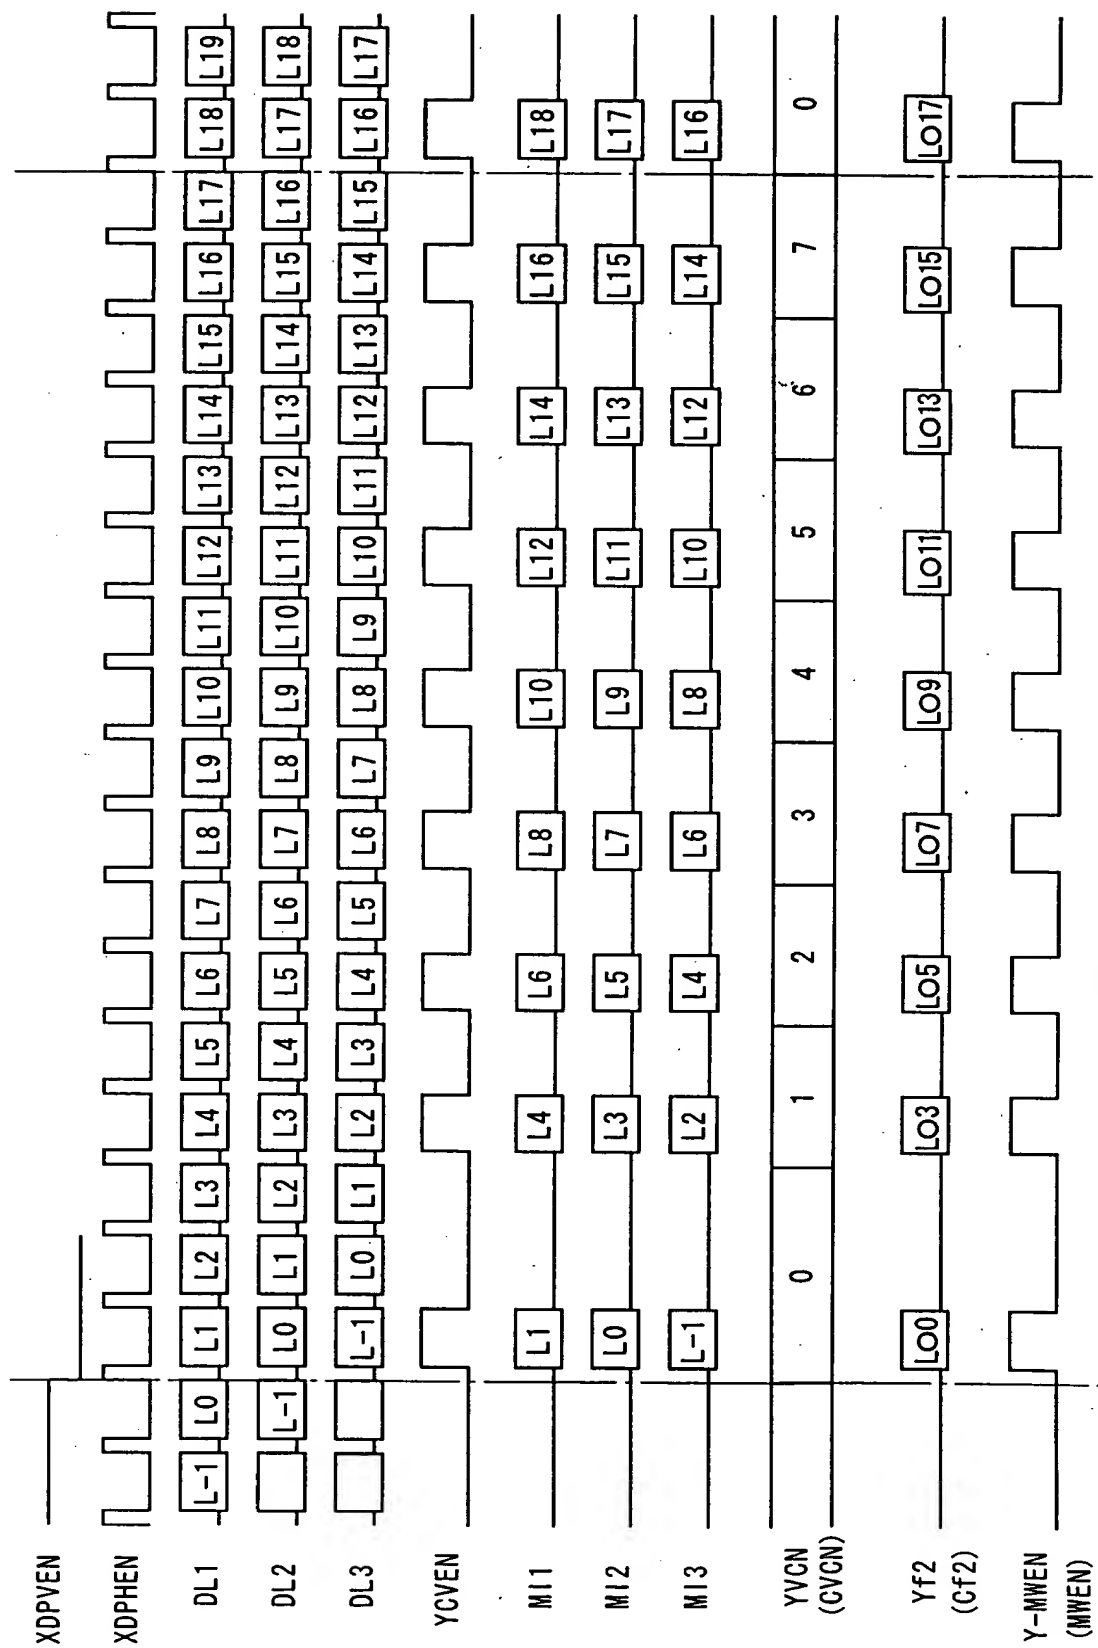 XDPVEN
XDPHEN
DL1 L-1 L0 L1 L2 L3 L4 L5 L6 L7 L8 L9 L10 L11 L12 L13 L14 L15 L16 L17 L18 L19
DL2 L-1 L0 L1 L2 L3 L4 L5 L6 L7 L8 L9 L10 L11 L12 L13 L14 L15 L16 L17 L18
DL3 L-1 L0 L1 L2 L3 L4 L5 L6 L7 L8 L9 L10 L11 L12 L13 L14 L15 L16 L17
YCVEN
MI1 L1 L4 L6 L8 L10 L12 L14 L16 L18
MI2 L0 L3 L5 L7 L9 L11 L13 L15 L17
MI3 L-1 L2 L4 L6 L8 L10 L12 L14 L16
YVCN 0 1 2 3 4 5 6 7 0
(CVCN)
Yf2 LO0 LO3 LO5 LO7 LO9 LO11 LO13 LO15 LO17
(Cf2)
Y-MWEN
(MWEN)